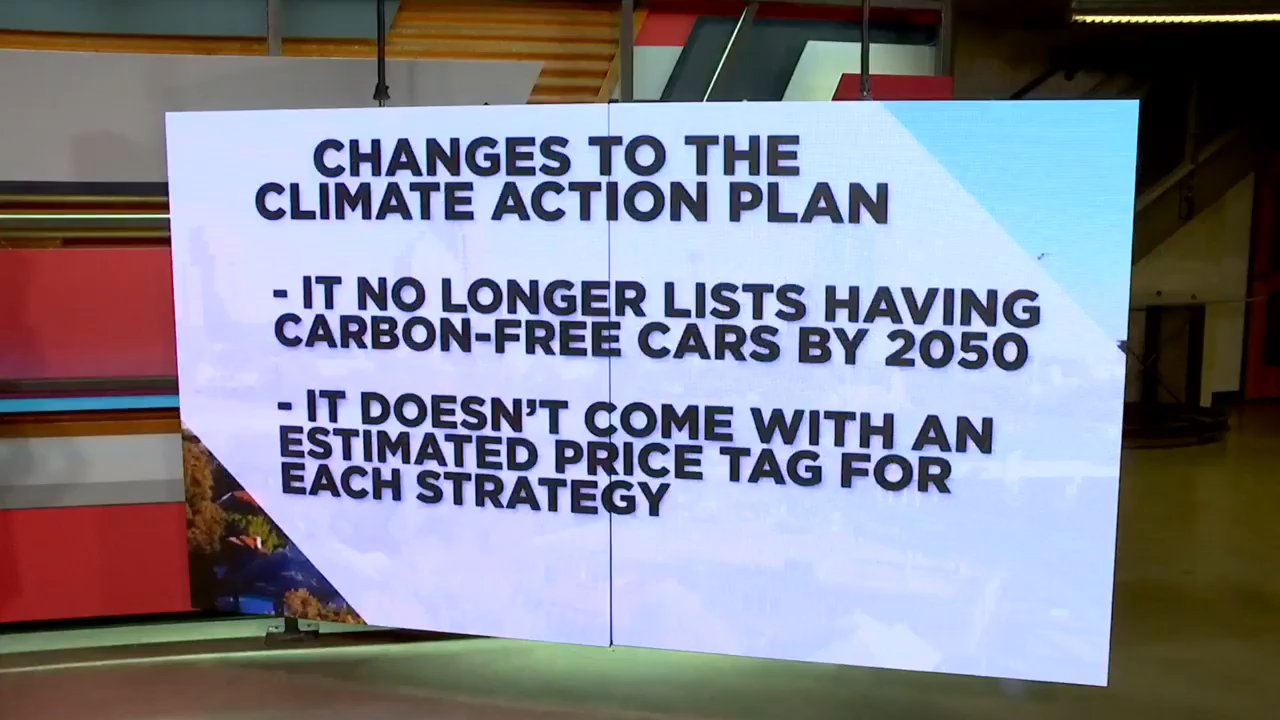 CHANGES TO THE
CLIMATE ACTION PLAN
- IT NO LONGER LISTS HAVING
CARBON-FREE CARS BY 2050
- IT DOESN'T COME WITH AN
ESTIMATED PRICE TAG FOR
EACH STRATEGY